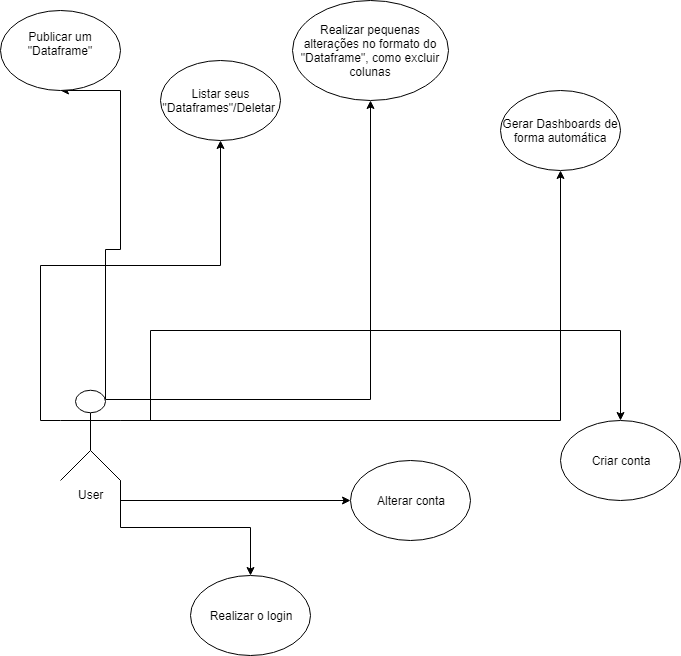 Publicar um
"Dataframe"
Listar seus
"Dataframes"/Deletar
Realizar pequenas
alterações no formato do
"Dataframe", como excluir
colunas
Gerar Dashboards de
forma automática
Criar conta
User
Alterar conta
Realizar o login